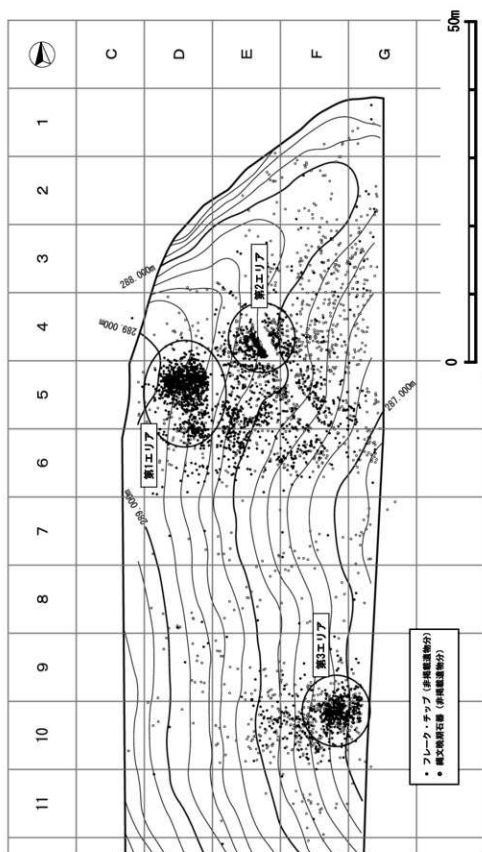 C
D
E
F
G
1
2
3
4
5
6
7
8
9
10
11
288.000m
289.000m
289.000m
287.000m
第1エリア
第2エリア
第3エリア
フレーク・チップ(非掲載遺物分)
縄文晩期石器(非掲載遺物分)
0
50m